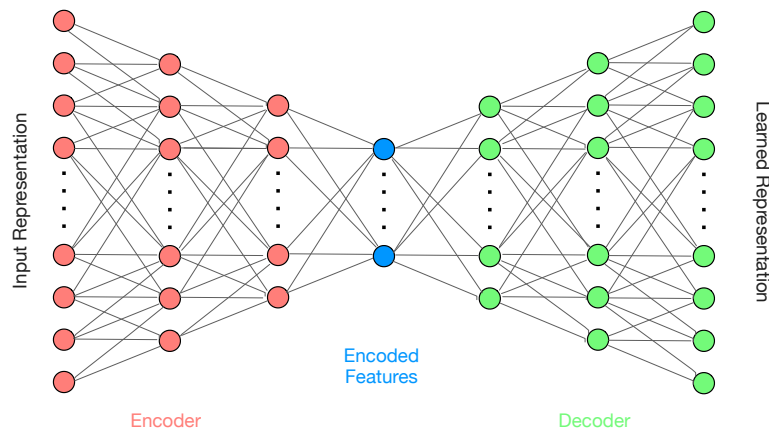 Input Representation
Learned Representation
Encoded
Features
Encoder
Decoder